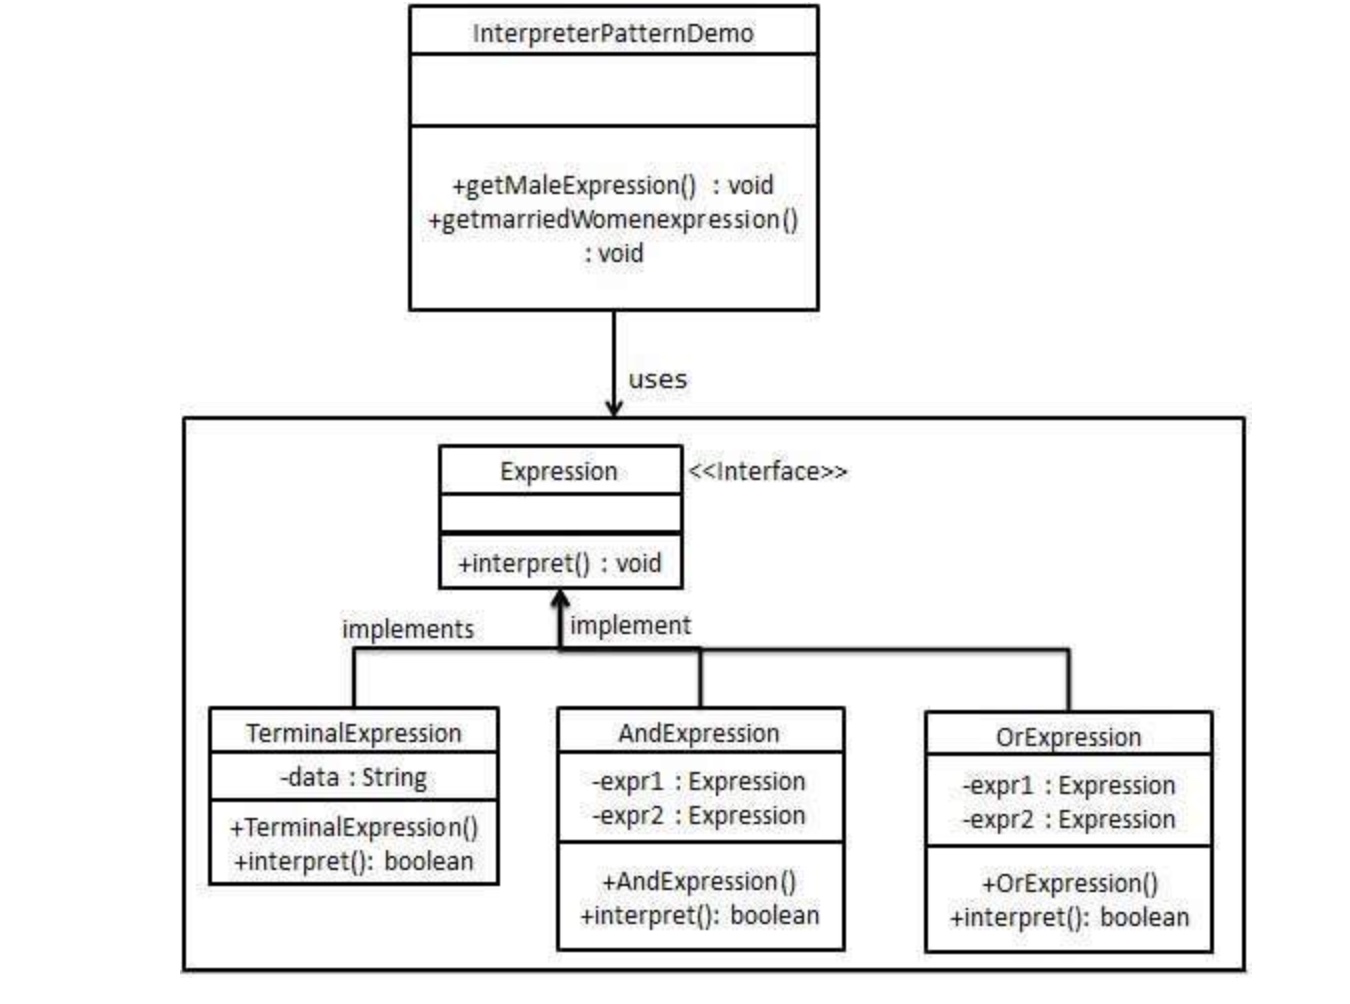 InterpreterPatternDemo
+getMaleExpression() : void
+getmarriedWomenexpression()
: void
uses
Expression
<<Interface>>
+interpret() : void
implements
implement
TerminalExpression
-data : String
+TerminalExpression()
+interpret(): boolean
AndExpression
-expr1 : Expression
-expr2 : Expression
+AndExpression()
+interpret(): boolean
OrExpression
-expr1 : Expression
-expr2 : Expression
+OrExpression()
+interpret(): boolean